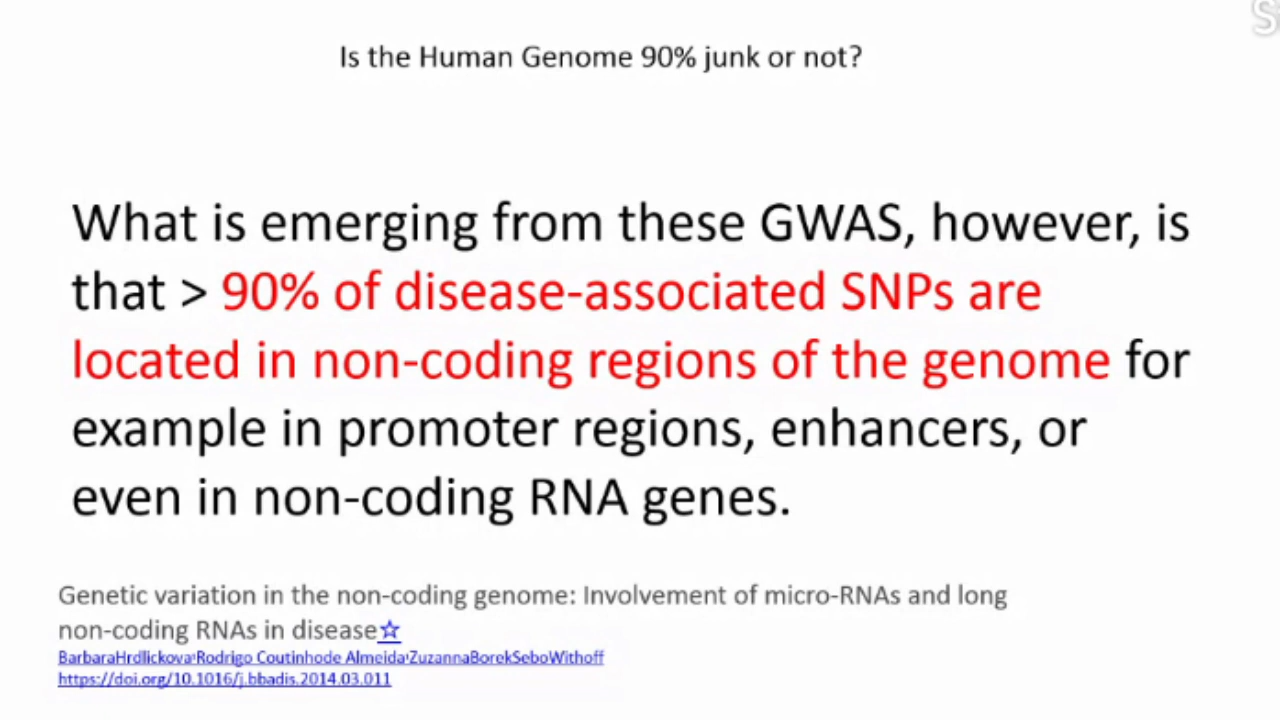 Is the Human Genome 90% junk or not?
What is emerging from these GWAS, however, is
that > 90% of disease-associated SNPs are
located in non-coding regions of the genome for
example in promoter regions, enhancers, or
even in non-coding RNA genes.
Genetic variation in the non-coding genome: Involvement of micro-RNAs and long
non-coding RNAs in disease☆
BarbaraHrdlickova¹Rodrigo Coutinhode Almeida¹ZuzannaBorekSeboWithoff
https://doi.org/10.1016/j.bbadis.2014.03.011